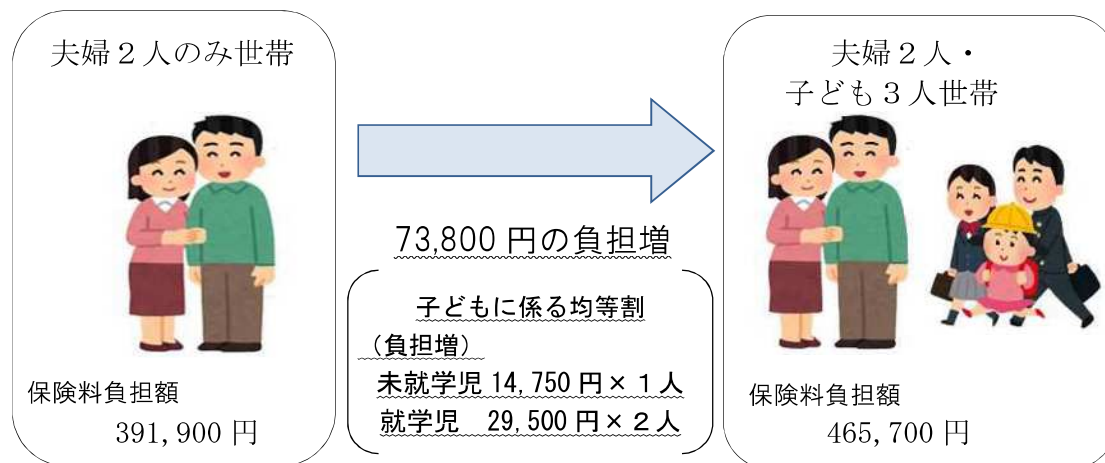 夫婦２人のみ世帯
保険料負担額
391,900 円
73,800 円の負担増
子どもに係る均等割
（負担増）
未就学児 14,750 円×１人
就学児　29,500 円×２人
夫婦２人・
子ども３人世帯
保険料負担額
465,700 円